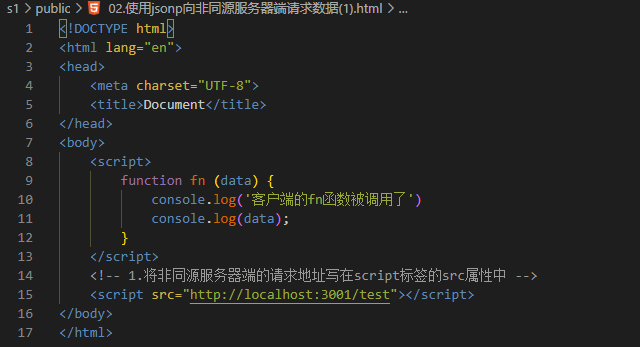 s1 > public > 02.使用jsonp向非同源服务器端请求数据(1).html > ...
1 <!DOCTYPE html>
2 <html lang="en">
3 <head>
4     <meta charset="UTF-8">
5     <title>Document</title>
6 </head>
7 <body>
8     <script>
9         function fn (data) {
10             console.log('客户端的fn函数被调用了')
11             console.log(data);
12         }
13     </script>
14     <!-- 1.将非同源服务器端的请求地址写在script标签的src属性中 -->
15     <script src="http://localhost:3001/test"></script>
16 </body>
17 </html>